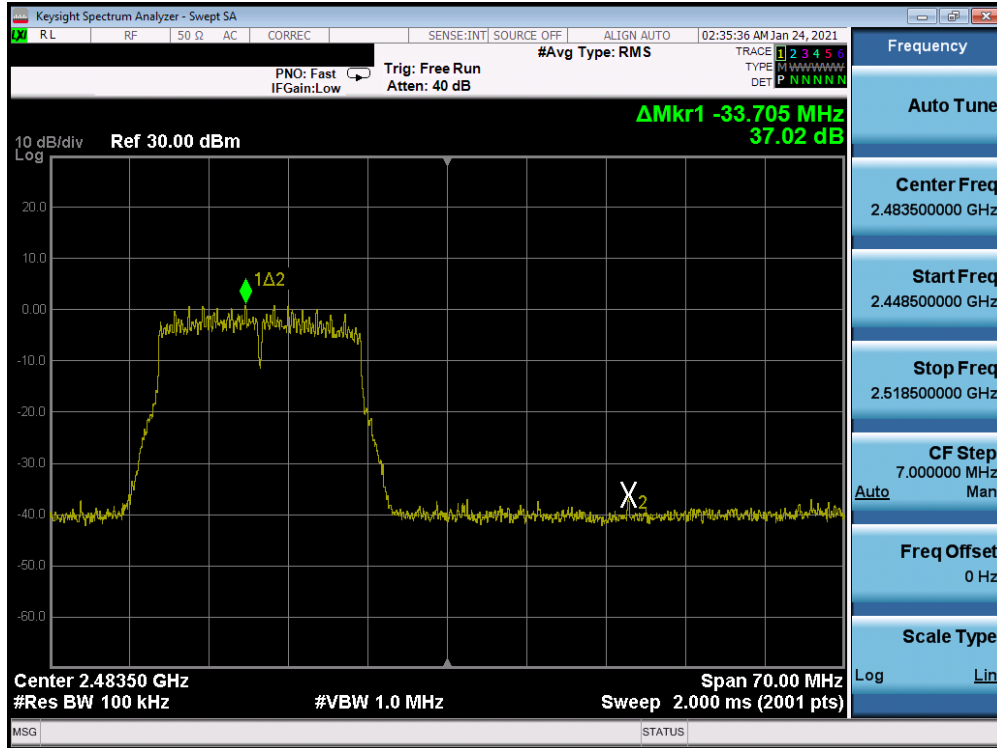 Keysight Spectrum Analyzer - Swept SA
LXI RL RF 50 Ω AC CORREC SENSE:INT SOURCE OFF ALIGN AUTO 02:35:36 AM Jan 24, 2021
Frequency
#Avg Type: RMS
TRACE 1 2 3 4 5 6
PNO: Fast Trig: Free Run
TYPE M W W W W W
IFGain:Low Atten: 40 dB
DET P N N N N N
Auto Tune
ΔMkr1 -33.705 MHz
37.02 dB
10 dB/div Ref 30.00 dBm
Log
20.0
10.0
0.00
-10.0
-20.0
-30.0
-40.0
-50.0
-60.0
1Δ2
X2
Center 2.48350 GHz Span 70.00 MHz
#Res BW 100 kHz #VBW 1.0 MHz Sweep 2.000 ms (2001 pts)
Center Freq
2.483500000 GHz
Start Freq
2.448500000 GHz
Stop Freq
2.518500000 GHz
CF Step
7.000000 MHz
Auto Man
Freq Offset
0 Hz
Scale Type
Log Lin
MSG STATUS